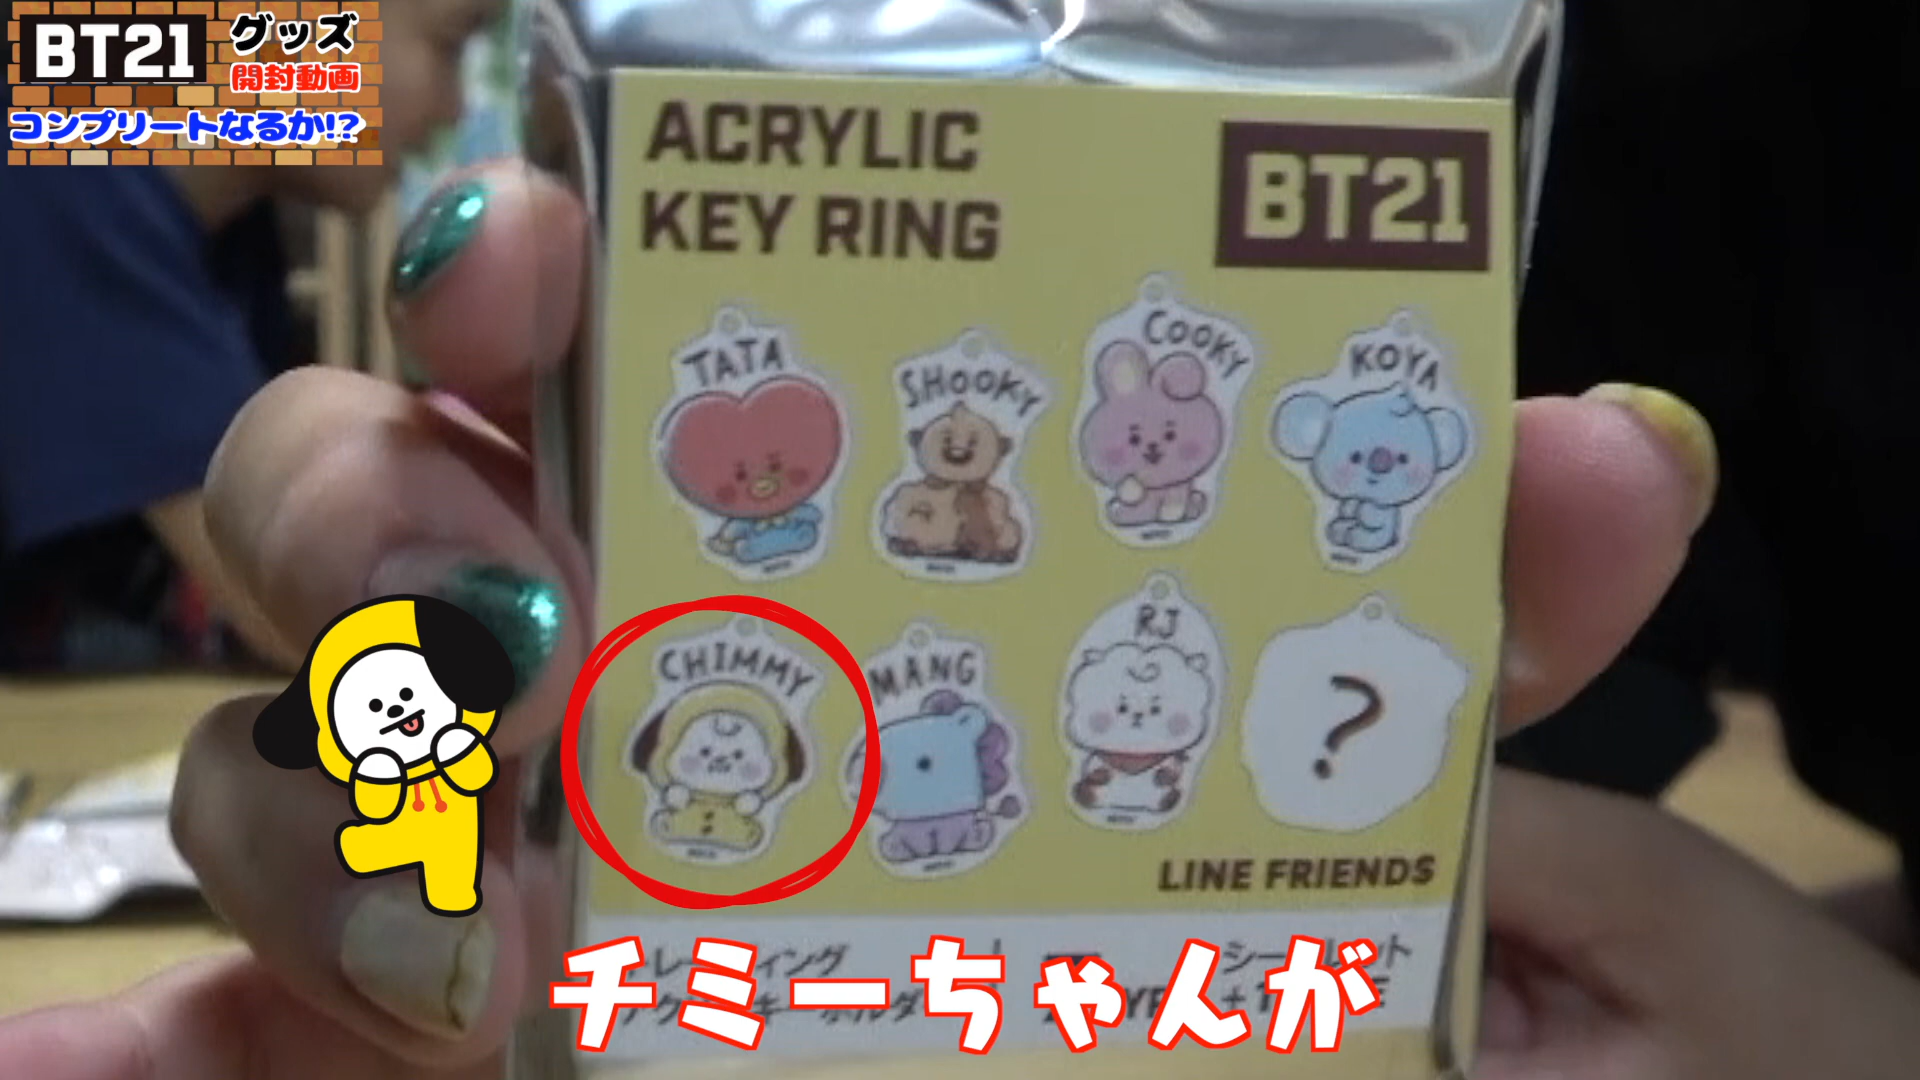 BT21 グッズ
開封動画
コンプリートなるか!?
ACRYLIC
KEY RING
BT21
TATA
SHOOKY
COOKY
KOYA
CHIMMY
MANG
RJ
?
LINE FRIENDS
チミーちゃんが